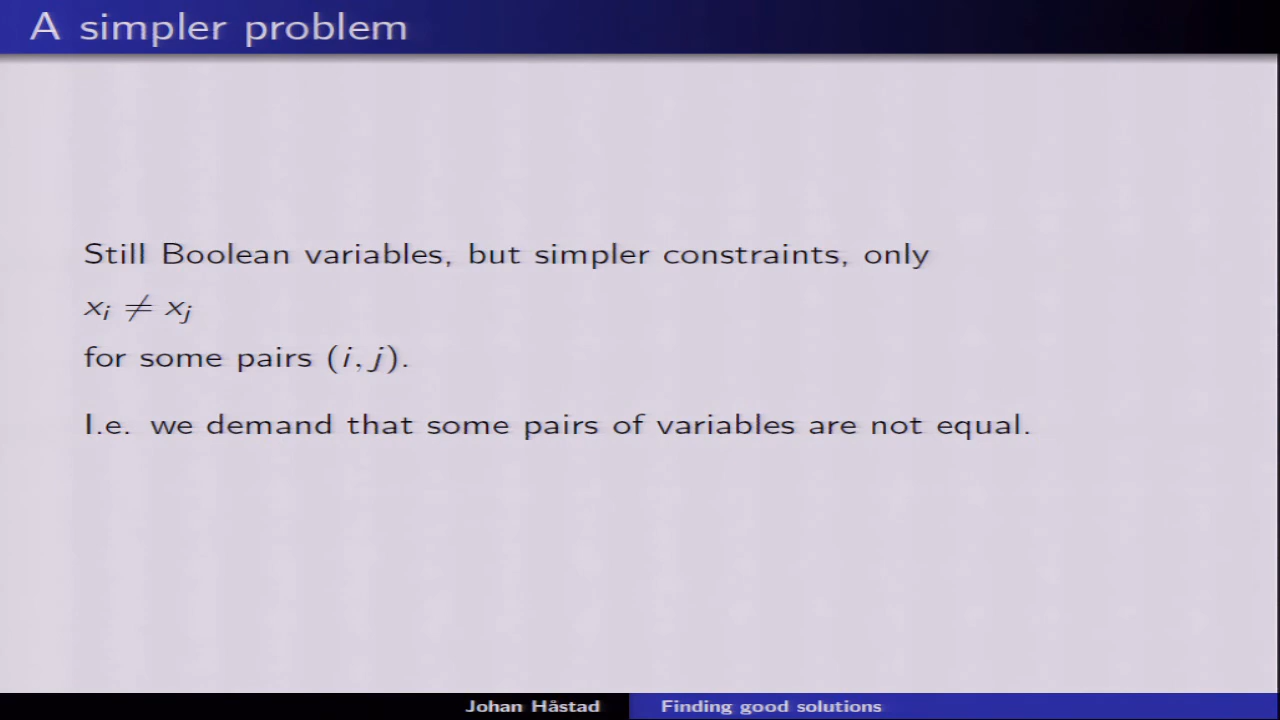 A simpler problem
Still Boolean variables, but simpler constraints, only
xᵢ ≠ xⱼ
for some pairs (i, j).
I.e. we demand that some pairs of variables are not equal.
Johan Håstad
Finding good solutions